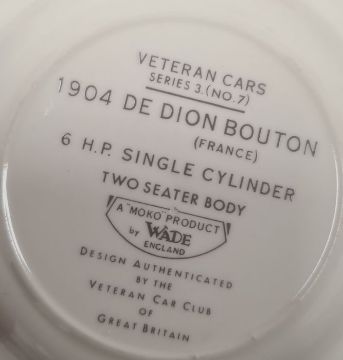 VETERAN CARS
SERIES 3.(NO.7)
1904 DE DION BOUTON
(FRANCE)
6 H.P. SINGLE CYLINDER
TWO SEATER BODY
A "MOKO" PRODUCT
by WADE
ENGLAND
DESIGN AUTHENTICATED
BY THE
VETERAN CAR CLUB
OF
GREAT BRITAIN